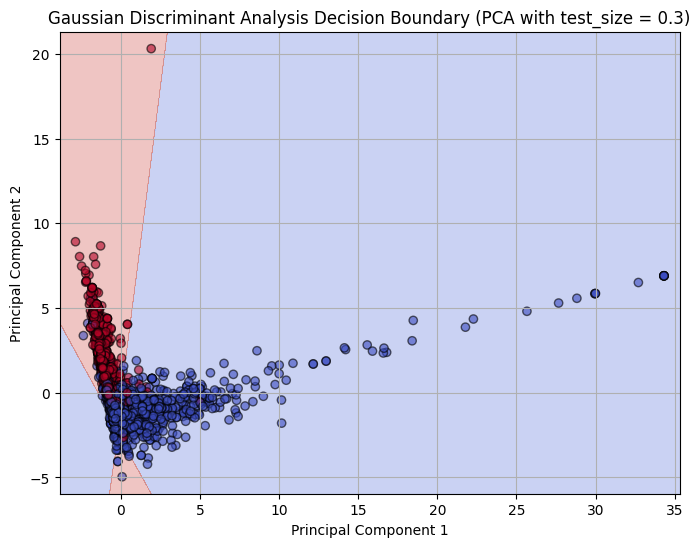 Gaussian Discriminant Analysis Decision Boundary (PCA with test_size = 0.3)
Principal Component 2
20
15
10
5
0
−5
0 5 10 15 20 25 30 35
Principal Component 1